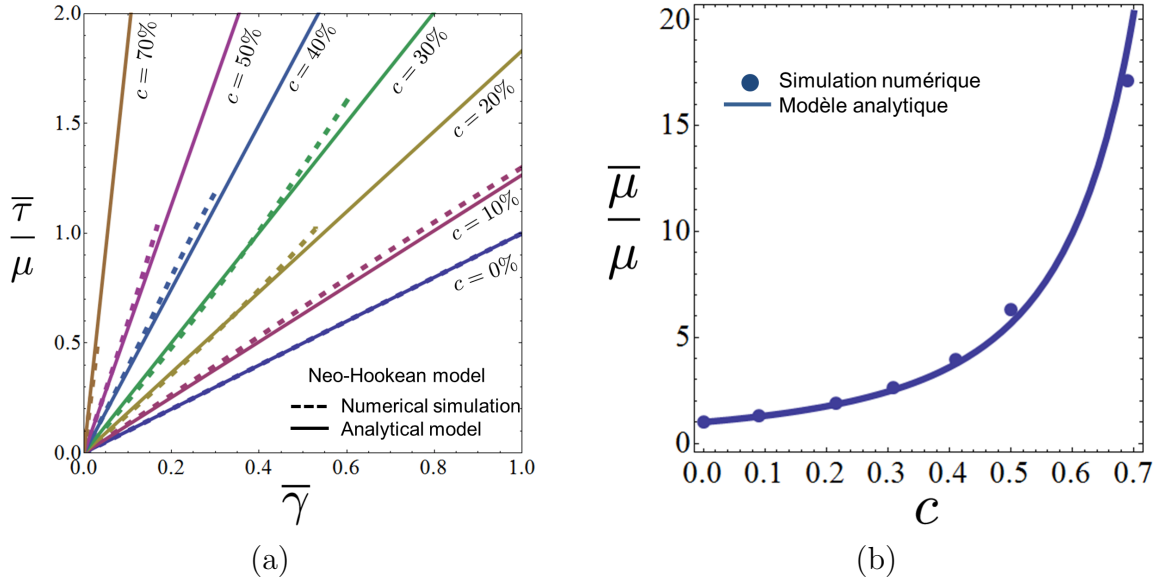 2.0
1.5
1.0
0.5
0.0
τ̅
μ
c = 70%
c = 50%
c = 40%
c = 30%
c = 20%
c = 10%
c = 0%
Neo-Hookean model
Numerical simulation
Analytical model
0.0 0.2 0.4 0.6 0.8 1.0
γ̅
(a)
20
15
10
5
0
μ̅
μ
Simulation numérique
Modèle analytique
0.0 0.1 0.2 0.3 0.4 0.5 0.6 0.7
c
(b)